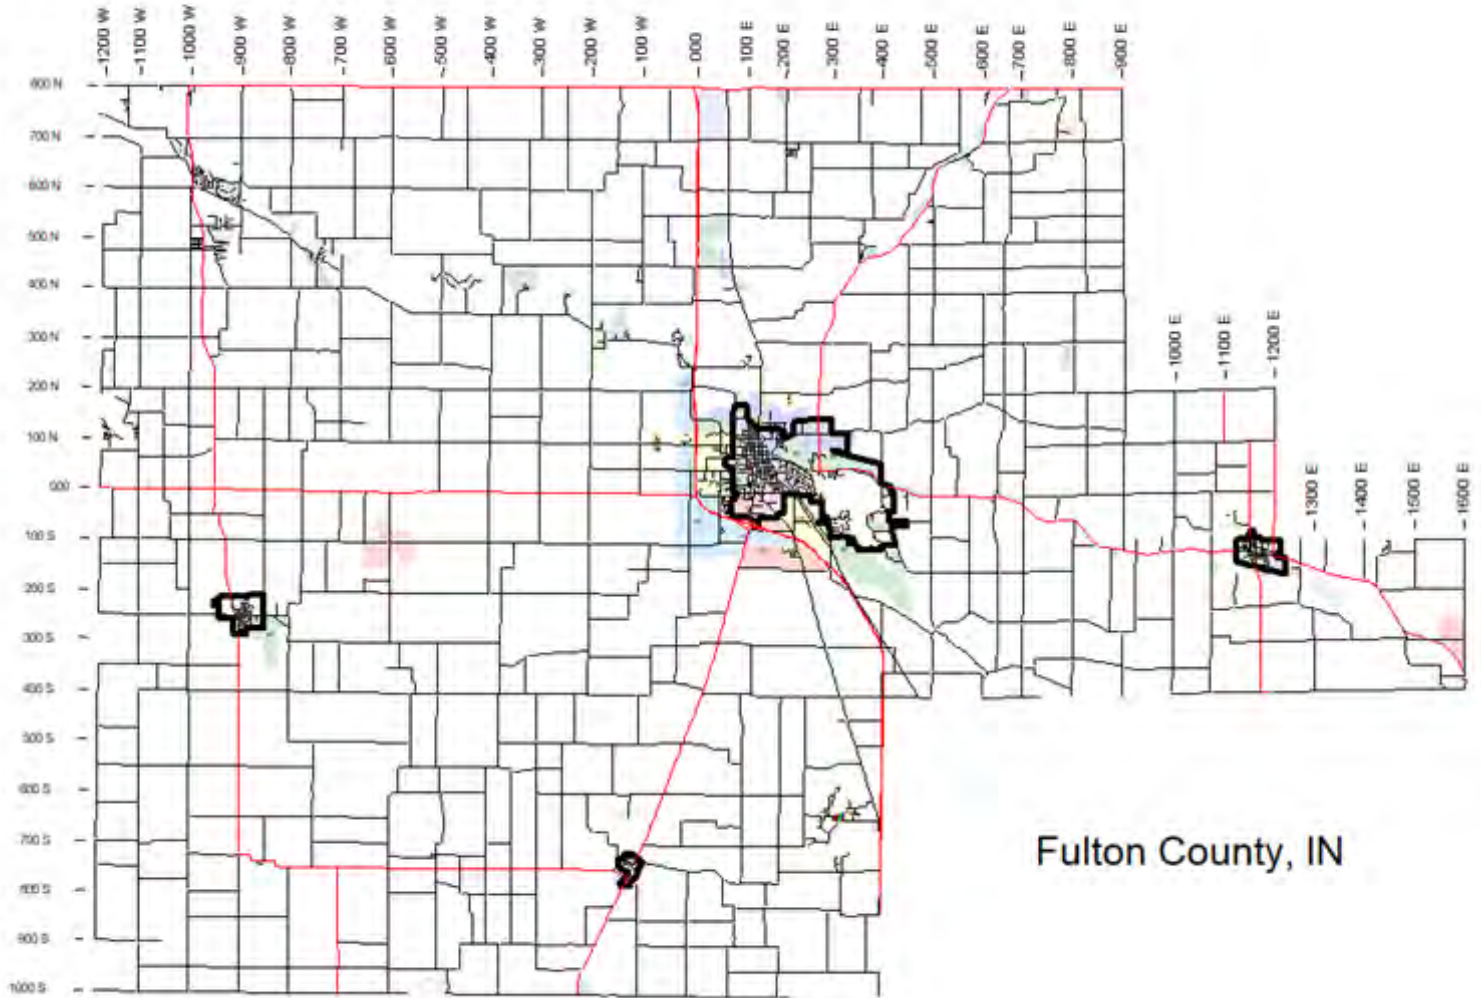 -1200 W
-1100 W
-1000 W
-900 W
-800 W
-700 W
-600 W
-500 W
-400 W
-300 W
-200 W
-100 W
000
-100 E
-200 E
-300 E
-400 E
-500 E
-600 E
-700 E
-800 E
-900 E
800 N
700 N
600 N
500 N
400 N
300 N
200 N
100 N
000
100 S
200 S
300 S
400 S
500 S
600 S
700 S
800 S
900 S
1000 S
-1000 E
-1100 E
-1200 E
-1300 E
-1400 E
-1500 E
-1600 E
Fulton County, IN